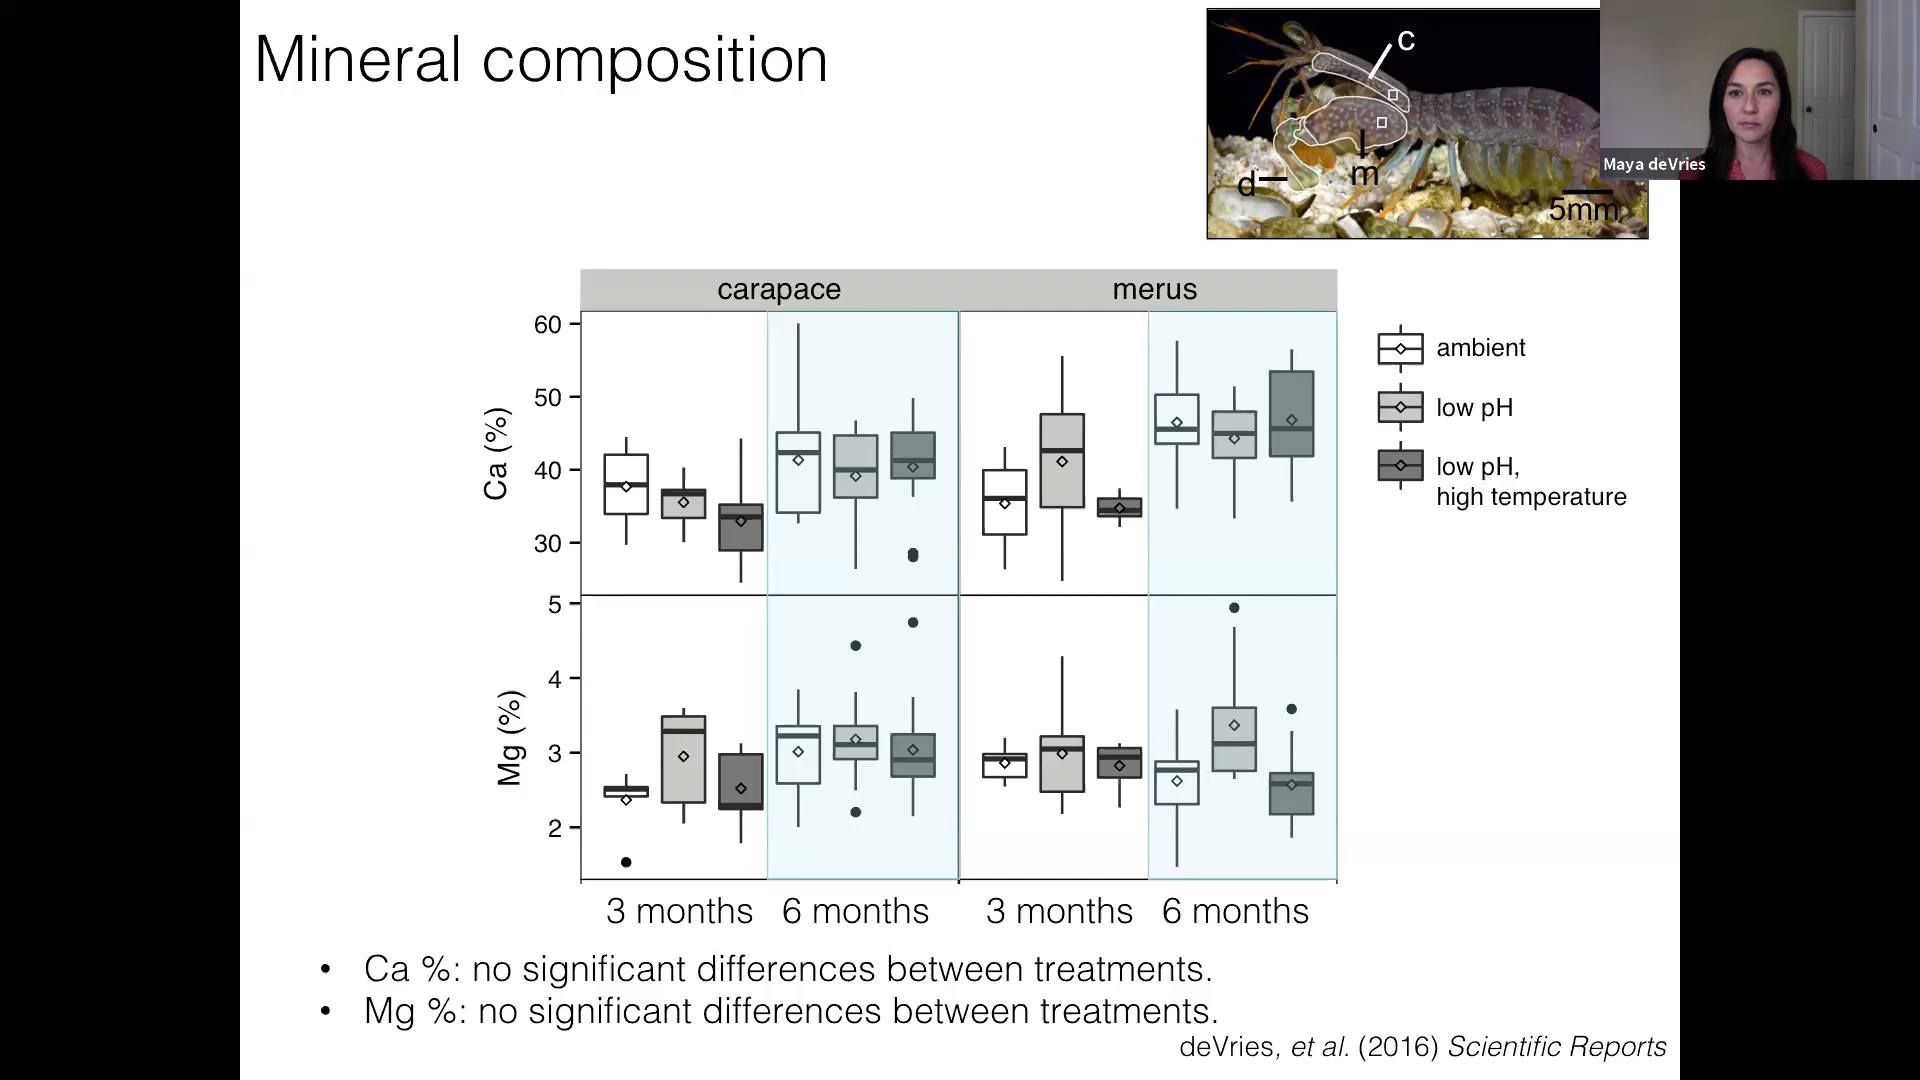 Mineral composition
c
d
m
5mm
Maya deVries
carapace
merus
60
50
40
30
Ca (%)
5
4
3
2
Mg (%)
ambient
low pH
low pH,
high temperature
3 months
6 months
3 months
6 months
• Ca %: no significant differences between treatments.
• Mg %: no significant differences between treatments.
deVries, et al. (2016) Scientific Reports